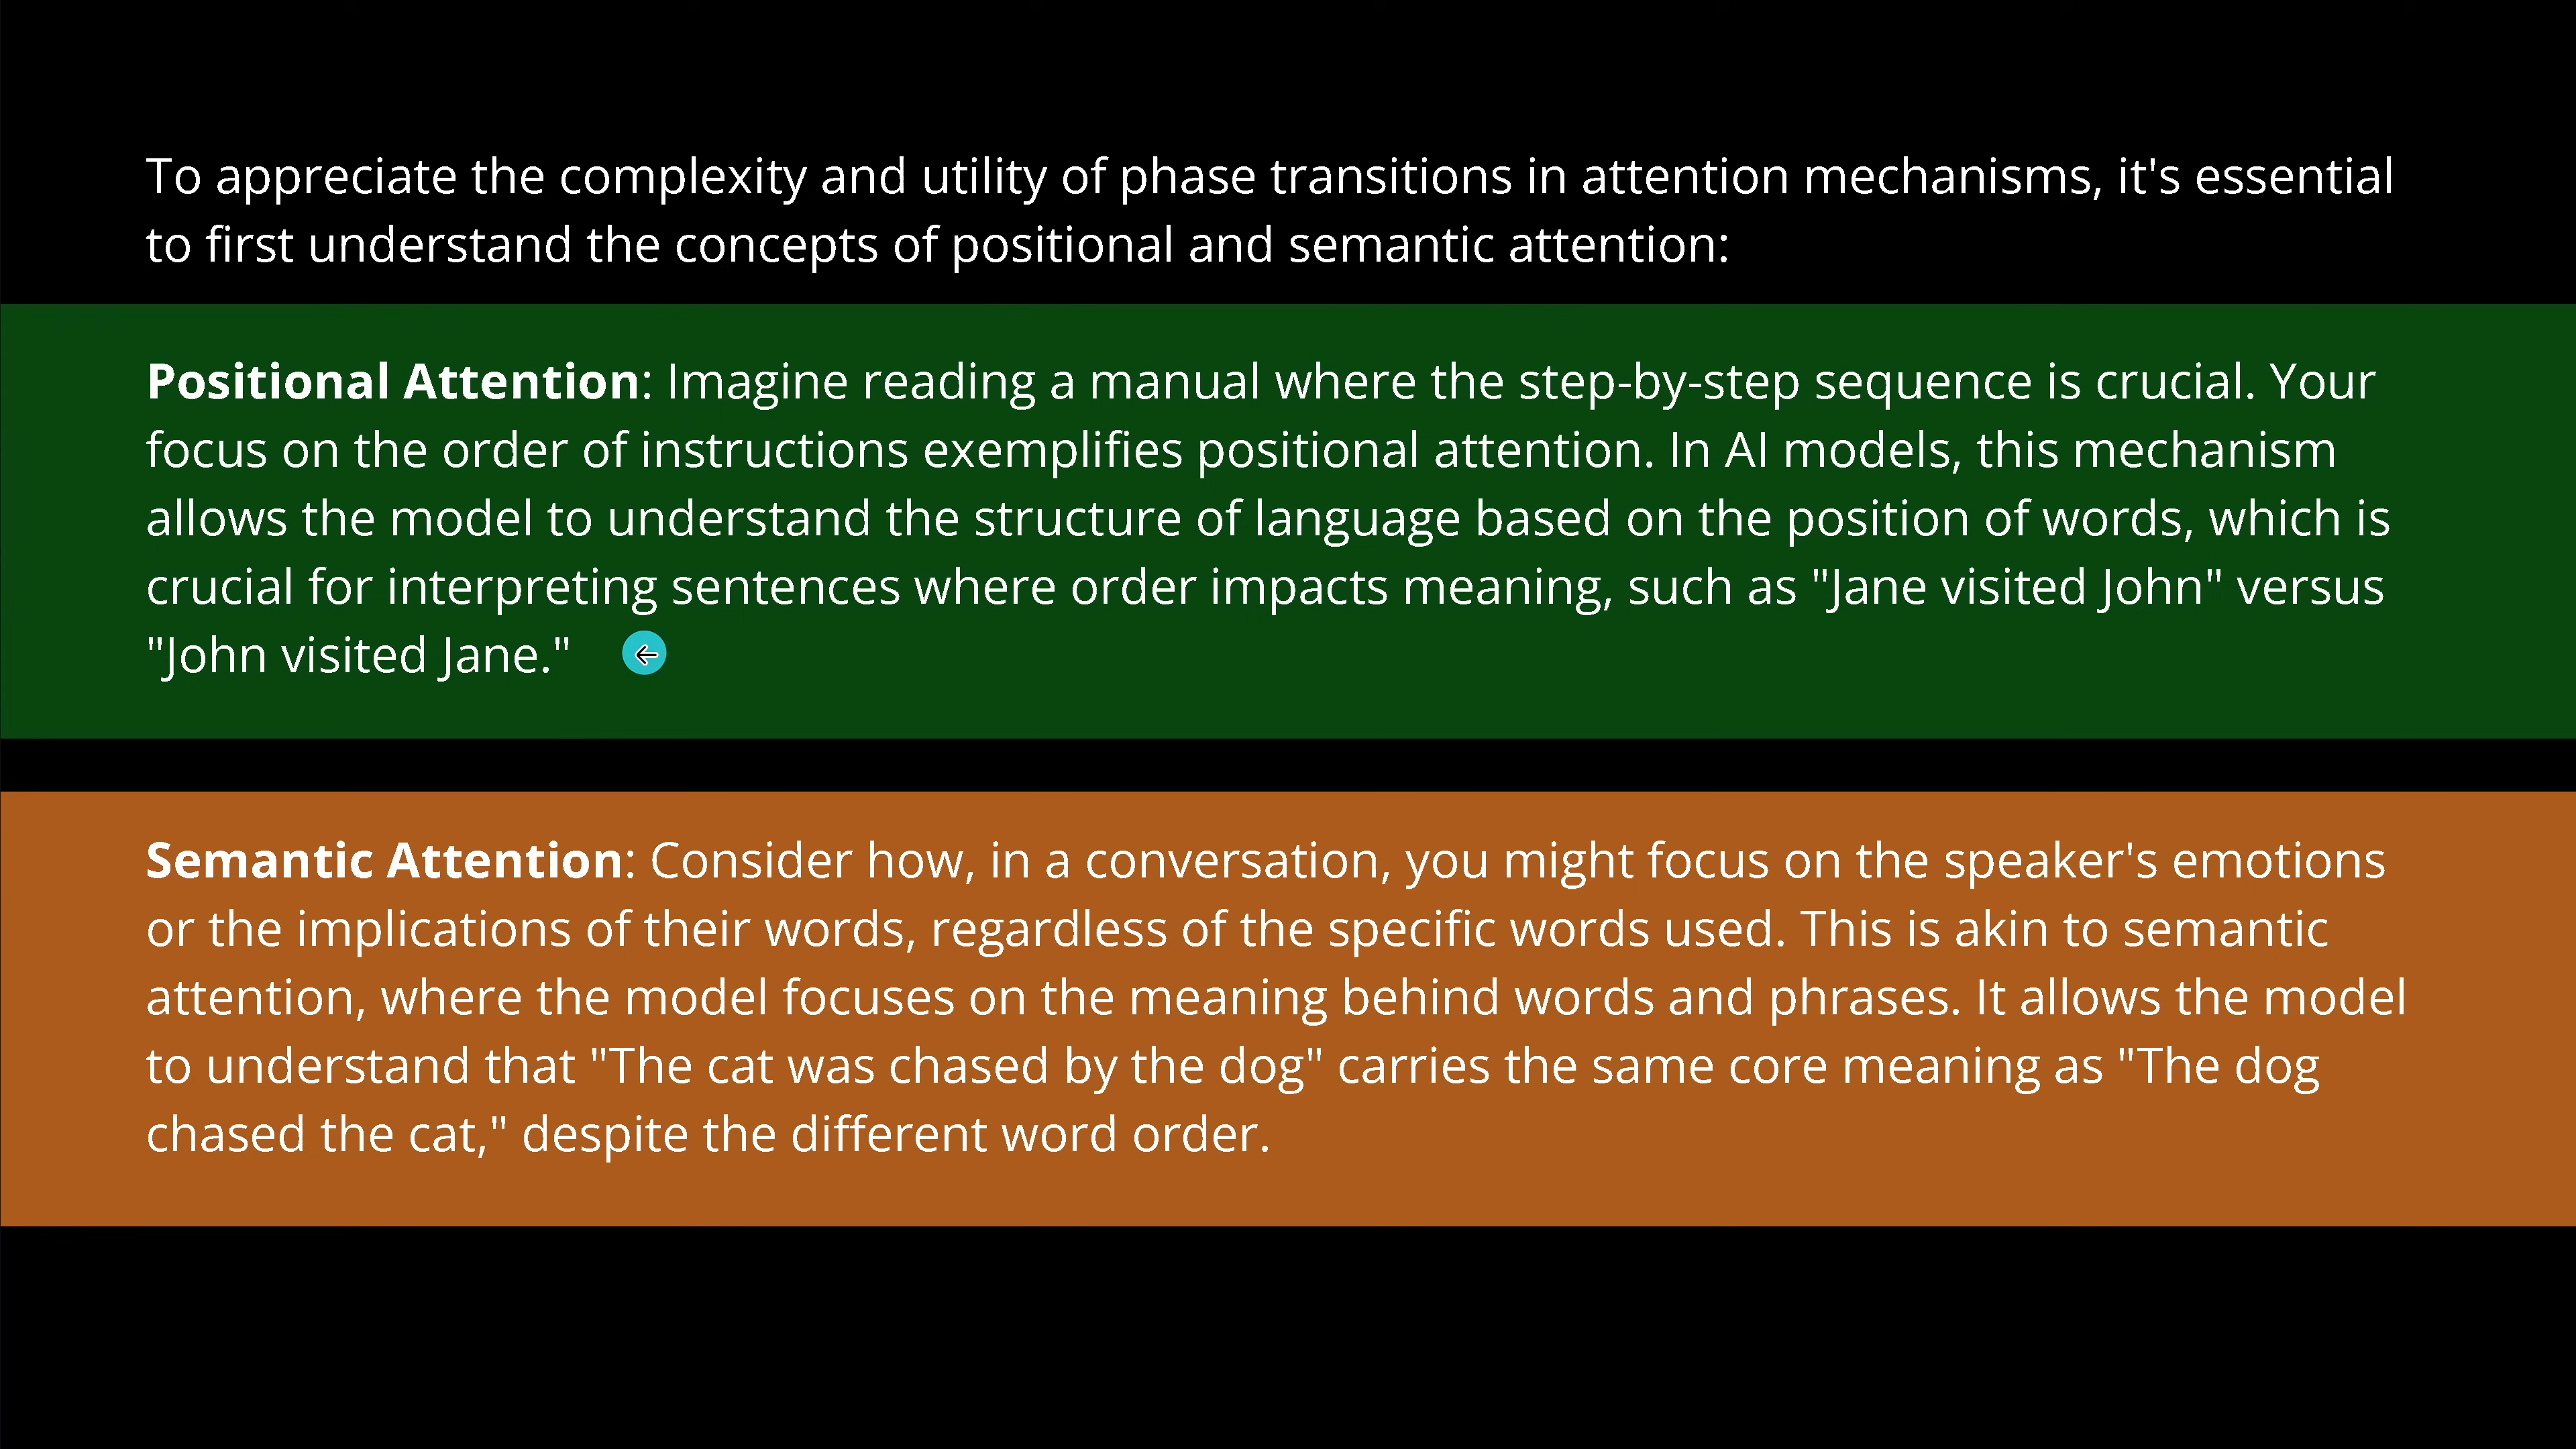 To appreciate the complexity and utility of phase transitions in attention mechanisms, it's essential
to first understand the concepts of positional and semantic attention:
Positional Attention: Imagine reading a manual where the step-by-step sequence is crucial. Your
focus on the order of instructions exemplifies positional attention. In AI models, this mechanism
allows the model to understand the structure of language based on the position of words, which is
crucial for interpreting sentences where order impacts meaning, such as "Jane visited John" versus
"John visited Jane."
Semantic Attention: Consider how, in a conversation, you might focus on the speaker's emotions
or the implications of their words, regardless of the specific words used. This is akin to semantic
attention, where the model focuses on the meaning behind words and phrases. It allows the model
to understand that "The cat was chased by the dog" carries the same core meaning as "The dog
chased the cat," despite the different word order.